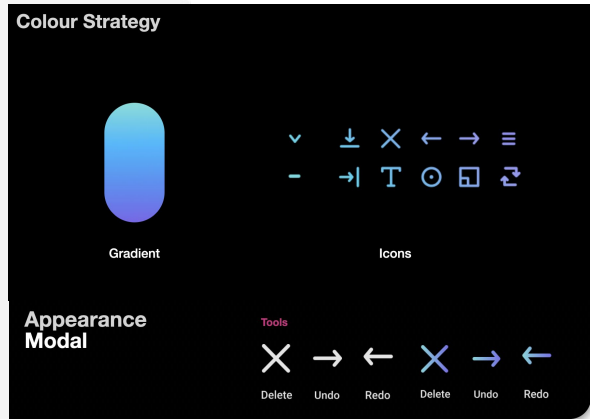 Colour Strategy
Gradient
Icons
Appearance
Modal
Tools
Delete Undo Redo Delete Undo Redo